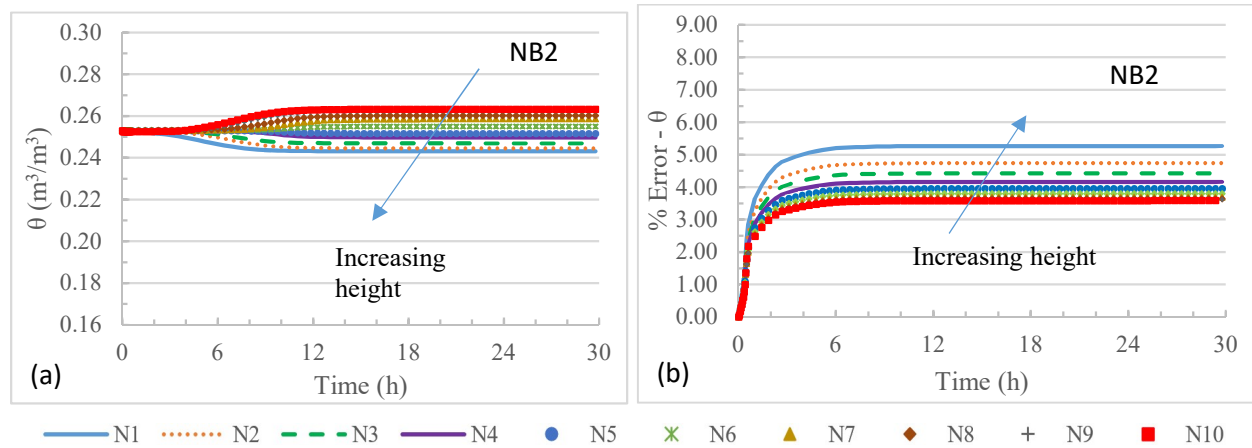 0.30
0.28
0.26
0.24
0.22
0.20
0.18
0.16
θ (m³/m³)
NB2
Increasing
height
0 6 12 18 24 30
(a)
Time (h)
9.00
8.00
7.00
6.00
5.00
4.00
3.00
2.00
1.00
0.00
% Error - θ
NB2
Increasing height
0 6 12 18 24 30
(b)
Time (h)
N1 N2 N3 N4 N5 N6 N7 N8 N9 N10